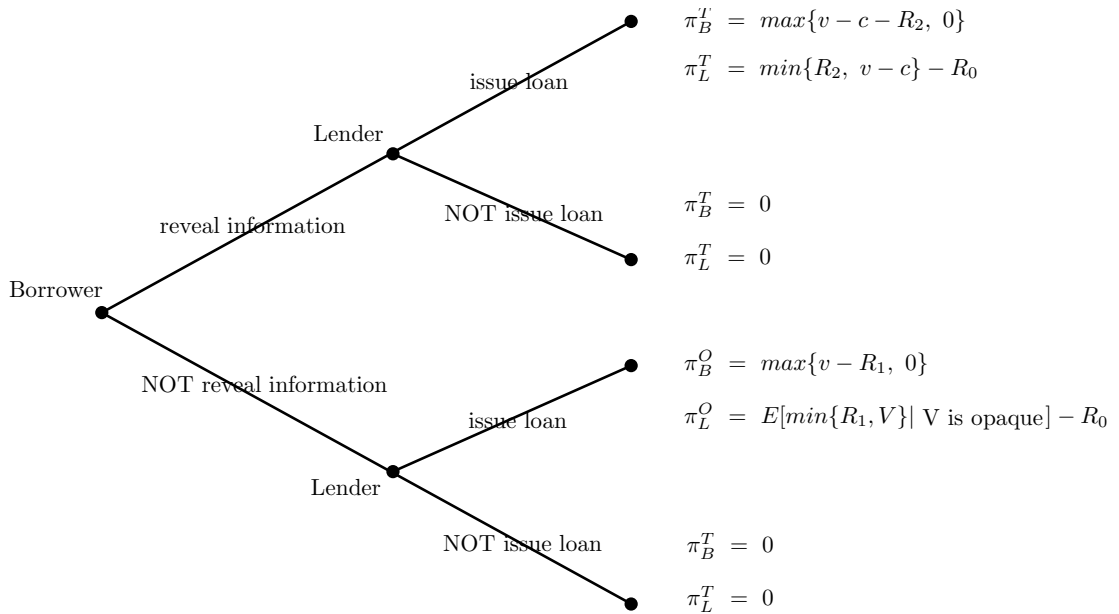 π_B^T = max{v − c − R_2, 0}
issue loan
π_L^T = min{R_2, v − c} − R_0
Lender
NOT issue loan
π_B^T = 0
reveal information
π_L^T = 0
Borrower
NOT reveal information
π_B^O = max{v − R_1, 0}
issue loan
π_L^O = E[min{R_1, V}| V is opaque] − R_0
Lender
NOT issue loan
π_B^T = 0
π_L^T = 0